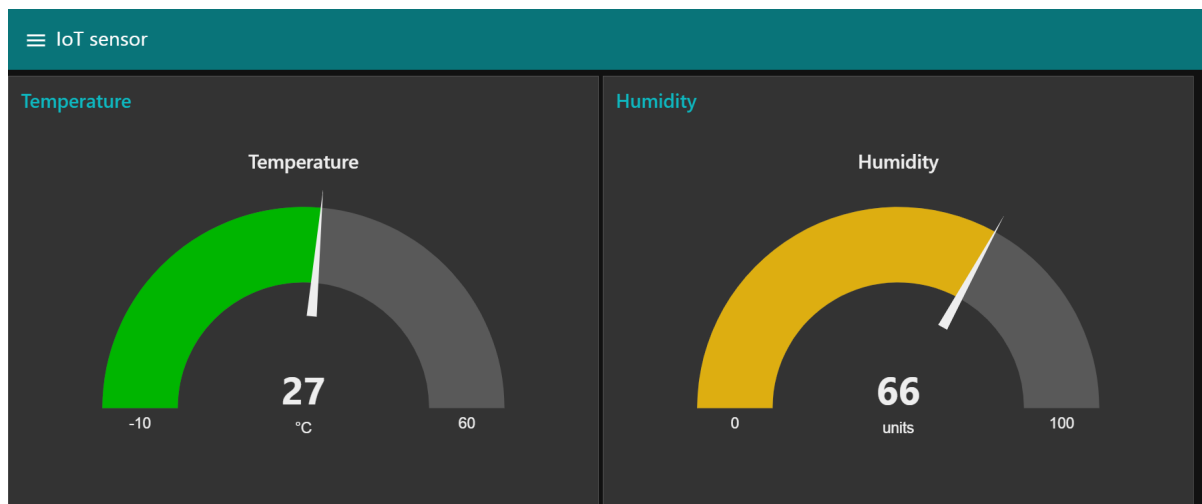 IoT sensor
Temperature
Temperature
27
-10
°C
60
Humidity
Humidity
66
0
units
100